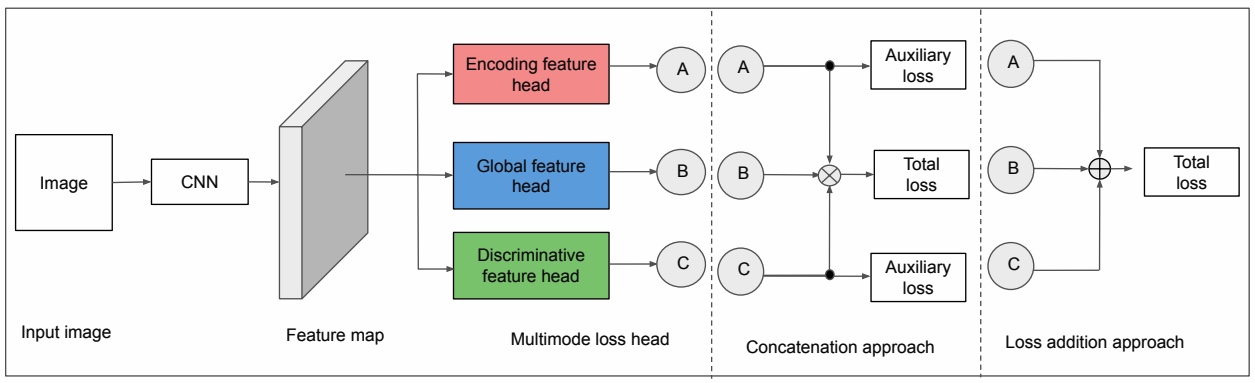 Image
CNN
Encoding feature
head
Global feature
head
Discriminative
feature head
A
B
C
A
B
C
Auxiliary
loss
Total
loss
Auxiliary
loss
A
B
C
Total
loss
Input image
Feature map
Multimode loss head
Concatenation approach
Loss addition approach